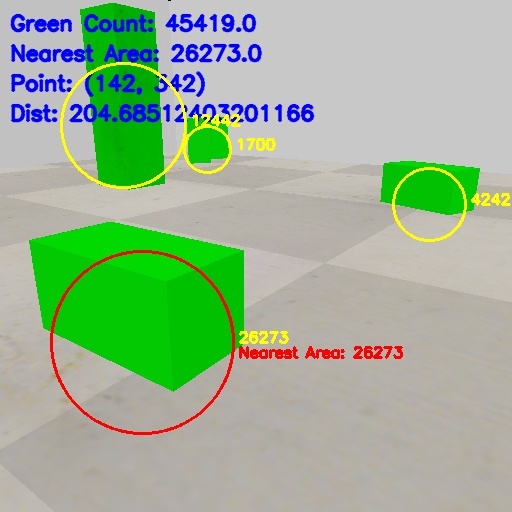 Green Count: 45419.0
Nearest Area: 26273.0
Point: (142, 342)
Dist: 204.68512403201166
12442
1700
4242
26273
Nearest Area: 26273